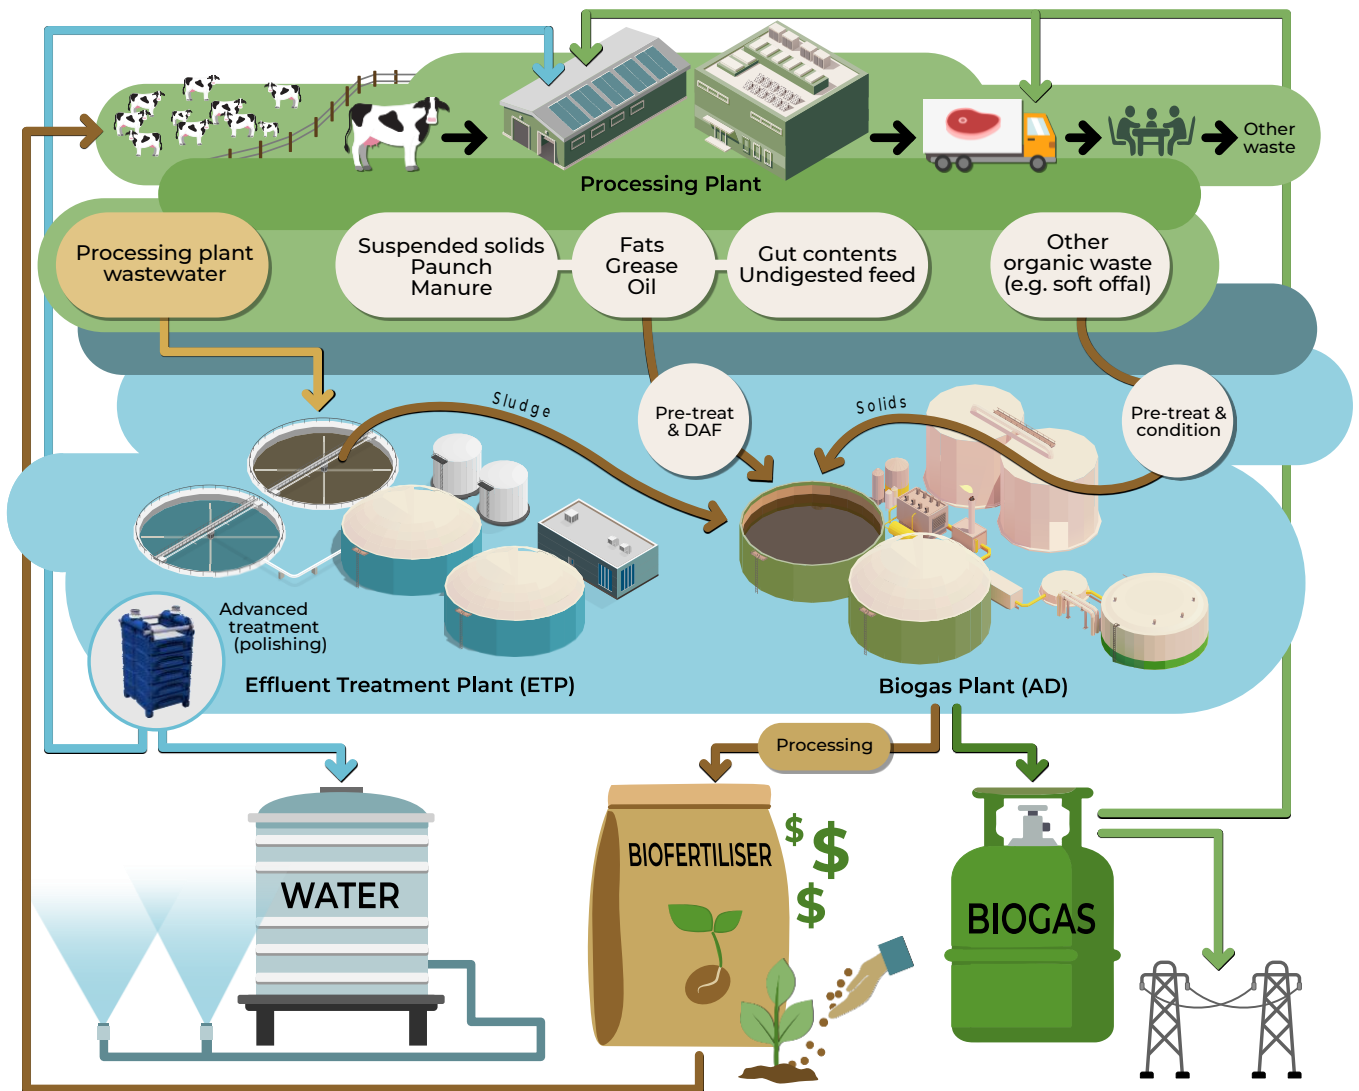 Other
waste
Processing Plant
Processing plant
wastewater
Suspended solids
Paunch
Manure
Fats
Grease
Oil
Gut contents
Undigested feed
Other
organic waste
(e.g. soft offal)
Sludge
Pre-treat
& DAF
Solids
Pre-treat &
condition
Advanced
treatment
(polishing)
Effluent Treatment Plant (ETP)
Biogas Plant (AD)
Processing
WATER
BIOFERTILISER
$
$
$
BIOGAS